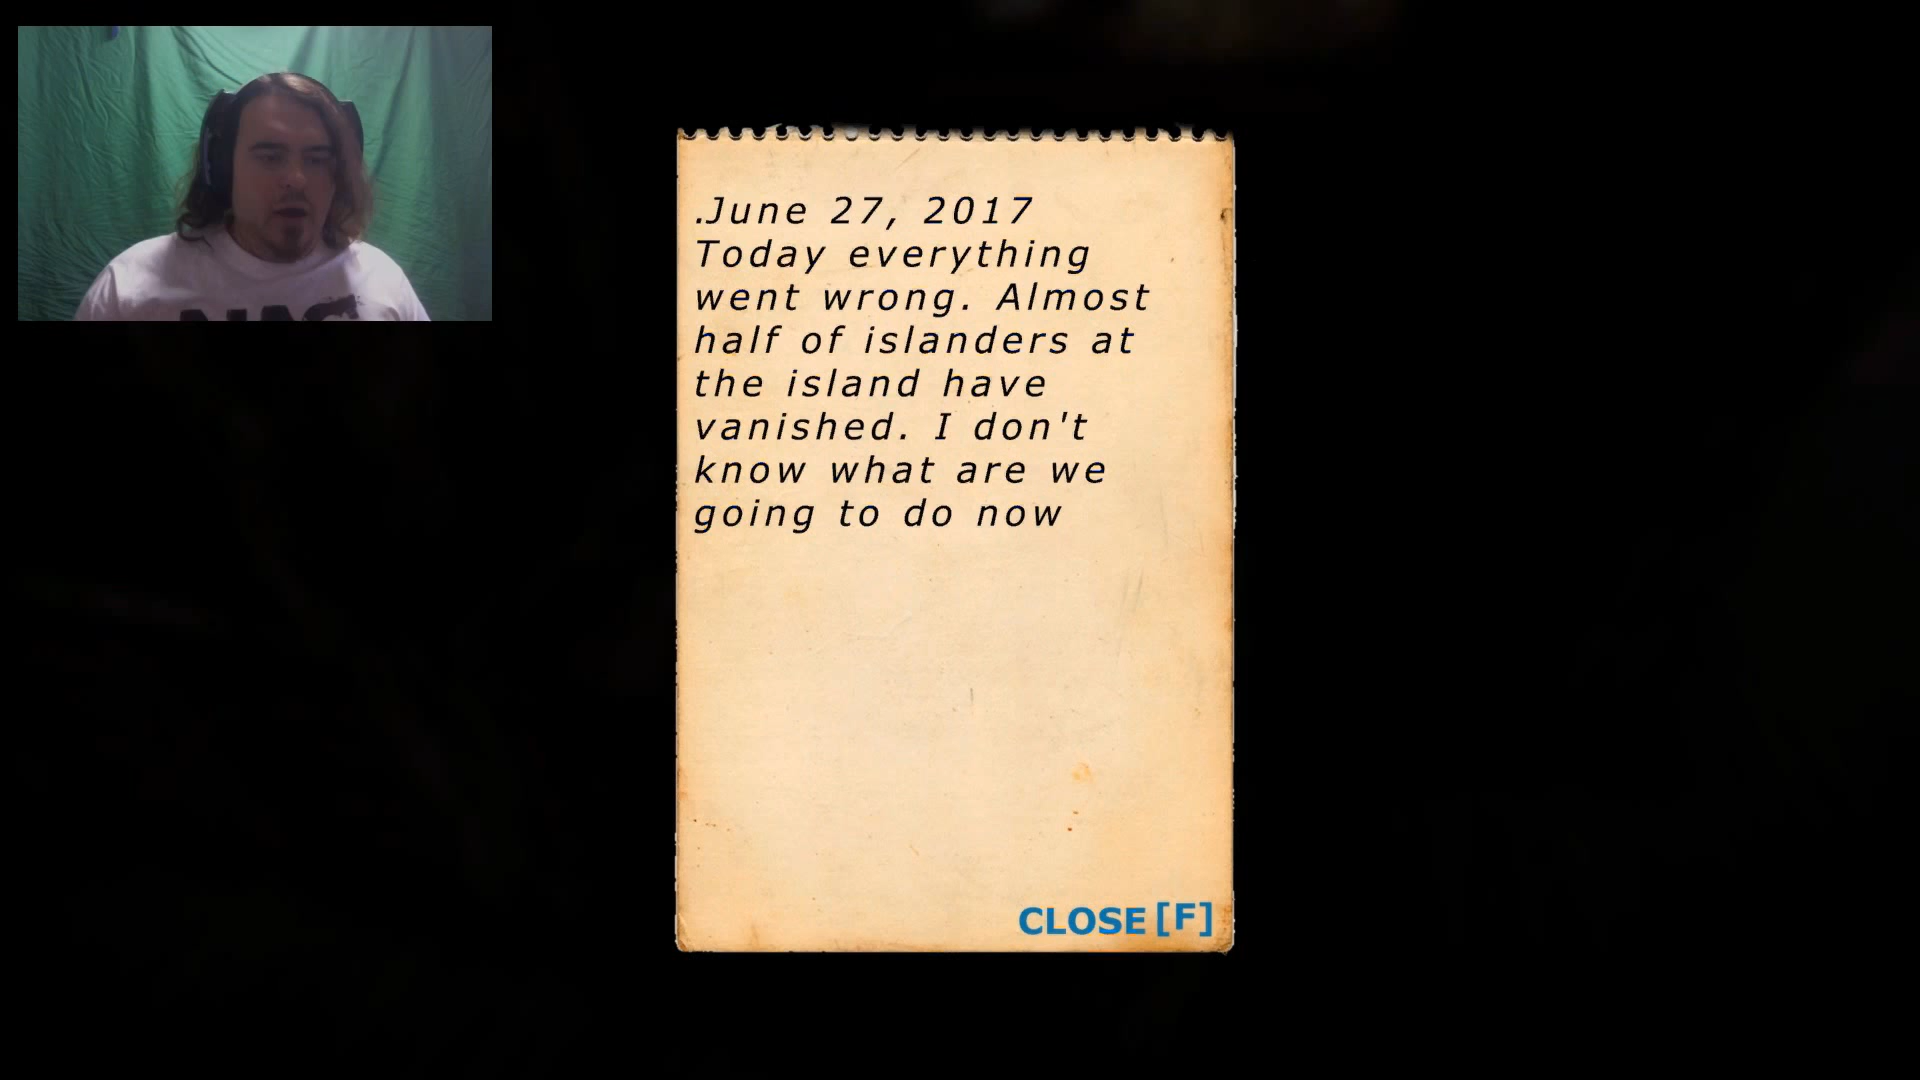 .June 27, 2017
Today everything
went wrong. Almost
half of islanders at
the island have
vanished. I don't
know what are we
going to do now
CLOSE [F]